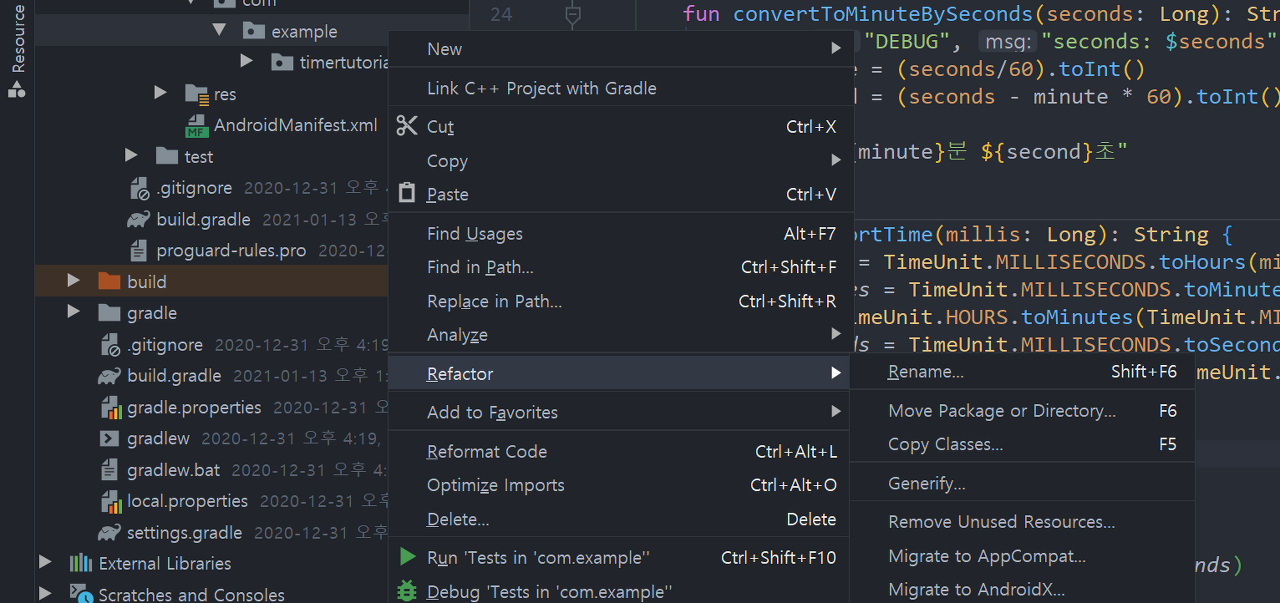 Resource
com
example
timertutoria
res
AndroidManifest.xml
MF
test
.gitignore 2020-12-31 오후
build.gradle 2021-01-13 오후
proguard-rules.pro 2020-12
build
gradle
.gitignore 2020-12-31 오후 4:19
build.gradle 2021-01-13 오후 1:
gradle.properties 2020-12-31 오
gradlew 2020-12-31 오후 4:19,
gradlew.bat 2020-12-31 오후 4:
local.properties 2020-12-31 오후
settings.gradle 2020-12-31 오후
External Libraries
Scratches and Consoles
New
Link C++ Project with Gradle
Cut Ctrl+X
Copy
Paste Ctrl+V
Find Usages Alt+F7
Find in Path... Ctrl+Shift+F
Replace in Path... Ctrl+Shift+R
Analyze
Refactor
Add to Favorites
Reformat Code Ctrl+Alt+L
Optimize Imports Ctrl+Alt+O
Delete... Delete
Run 'Tests in 'com.example'' Ctrl+Shift+F10
Debug 'Tests in 'com.example''
Rename... Shift+F6
Move Package or Directory... F6
Copy Classes... F5
Generify...
Remove Unused Resources...
Migrate to AppCompat...
Migrate to AndroidX...
24 fun convertToMinuteBySeconds(seconds: Long): Str
"DEBUG", msg: "seconds: $seconds"
e = (seconds/60).toInt()
d = (seconds - minute * 60).toInt()
{minute}분 ${second}초"
ortTime(millis: Long): String {
= TimeUnit.MILLISECONDS.toHours(mi
es = TimeUnit.MILLISECONDS.toMinute
imeUnit.HOURS.toMinutes(TimeUnit.MI
ds = TimeUnit.MILLISECONDS.toSecond
meUnit.
nds)